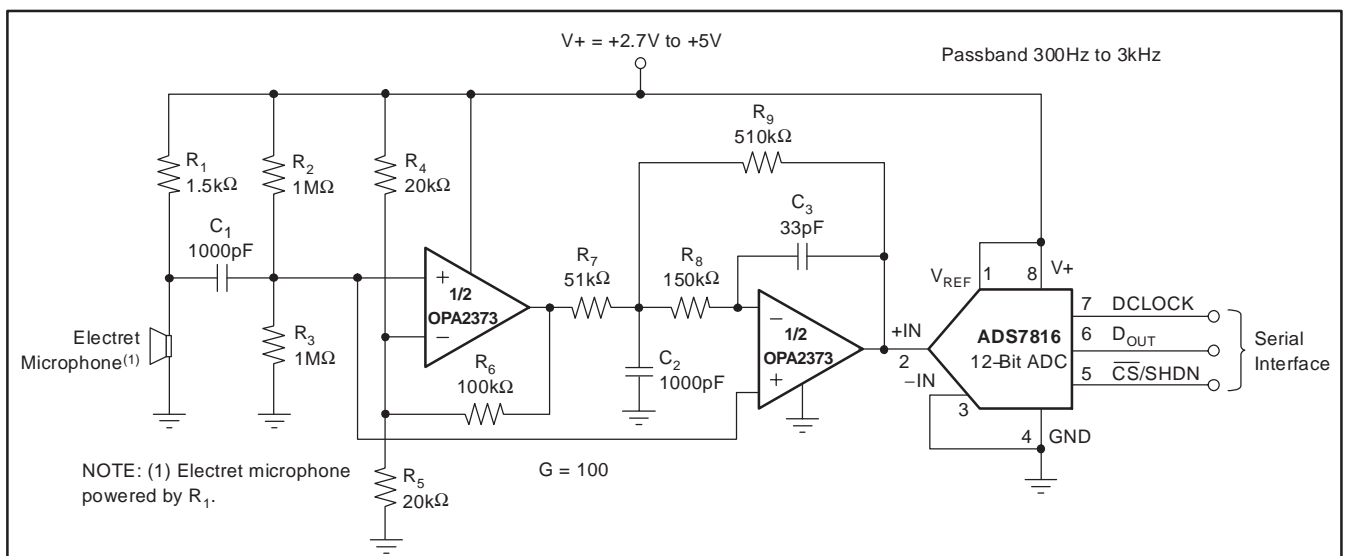 V+ = +2.7V to +5V
Passband 300Hz to 3kHz
R9
510kΩ
R1
1.5kΩ
R2
1MΩ
R4
20kΩ
C3
33pF
C1
1000pF
R7
51kΩ
R8
150kΩ
VREF
1
8
V+
+
1/2
OPA2373
−
7
DCLOCK
Electret
Microphone(1)
R3
1MΩ
−
1/2
OPA2373
+
+IN
2
−IN
3
ADS7816
12–Bit ADC
6
DOUT
5
CS/SHDN
Serial
Interface
R6
100kΩ
C2
1000pF
4
GND
NOTE: (1) Electret microphone
powered by R1.
R5
20kΩ
G = 100